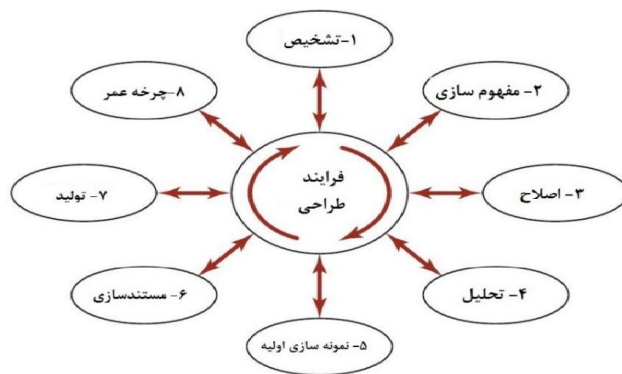 ۱-تشخیص
۲- مفهوم سازی
۳- اصلاح
۴- تحلیل
۵- نمونه سازی اولیه
۶- مستندسازی
۷- تولید
۸-چرخه عمر
فرایند
طراحی